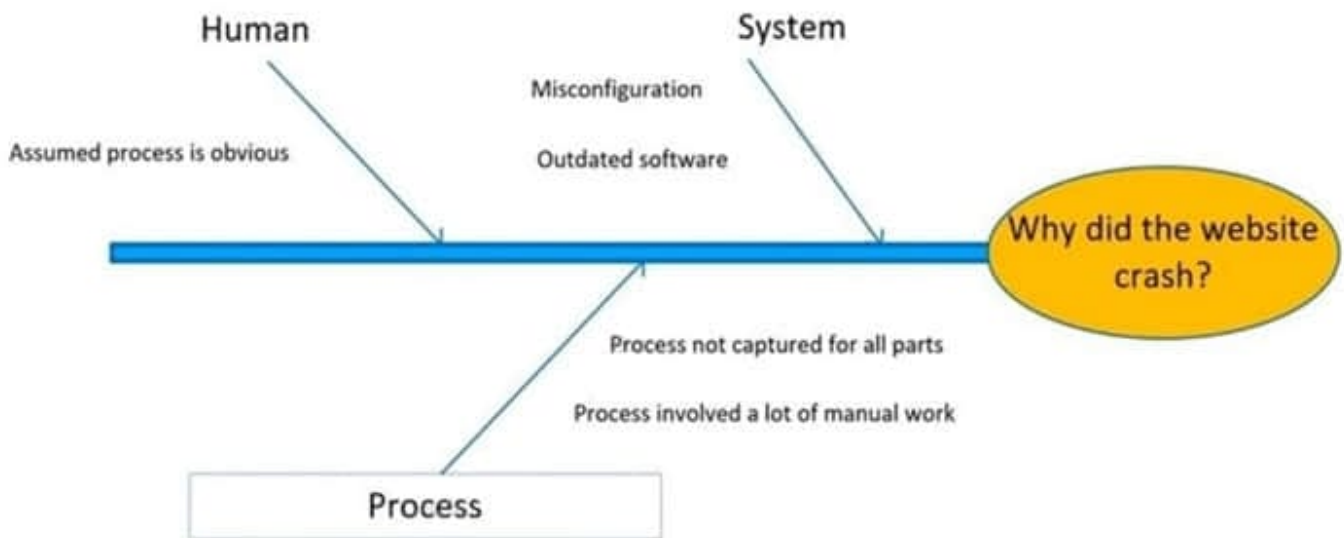 Human
System
Misconfiguration
Assumed process is obvious
Outdated software
Why did the website
crash?
Process not captured for all parts
Process involved a lot of manual work
Process